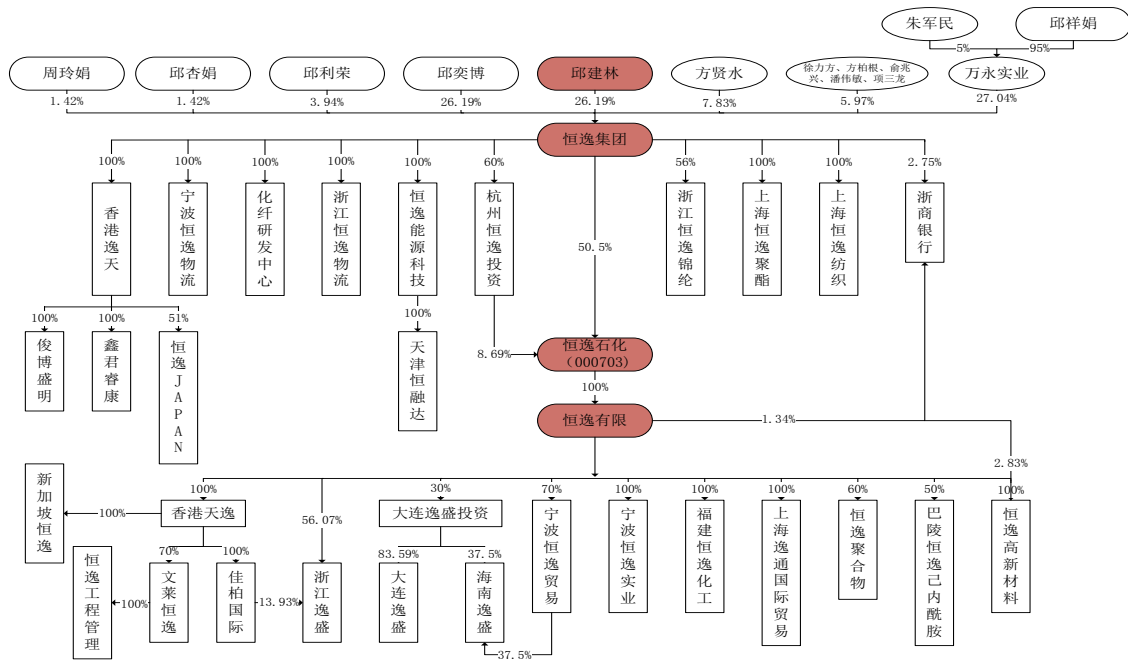 朱军民
邱祥娟
5%
95%
周玲娟
邱杏娟
邱利荣
邱奕博
邱建林
方贤水
徐力方、方柏根、俞兆
兴、潘伟敏、项三龙
万永实业
1.42%
1.42%
3.94%
26.19%
26.19%
7.83%
5.97%
27.04%
恒逸集团
100%
100%
100%
100%
100%
60%
56%
100%
100%
2.75%
香港逸天
宁波恒逸物流
化纤研发中心
浙江恒逸物流
恒逸能源科技
杭州恒逸投资
50.5%
浙江恒逸锦纶
上海恒逸聚酯
上海恒逸纺织
浙商银行
100%
100%
51%
100%
俊博盛明
鑫君睿康
恒逸JAPAN
天津恒融达
8.69%
恒逸石化
（000703）
100%
恒逸有限
1.34%
2.83%
100%
30%
70%
100%
100%
100%
60%
50%
100%
新加坡恒逸
100%
香港天逸
56.07%
大连逸盛投资
宁波恒逸贸易
宁波恒逸实业
福建恒逸化工
上海逸通国际贸易
恒逸聚合物
巴陵恒逸己内酰胺
恒逸高新材料
70%
100%
83.59%
37.5%
恒逸工程管理
100%
文莱恒逸
佳柏国际
13.93%
浙江逸盛
大连逸盛
海南逸盛
37.5%